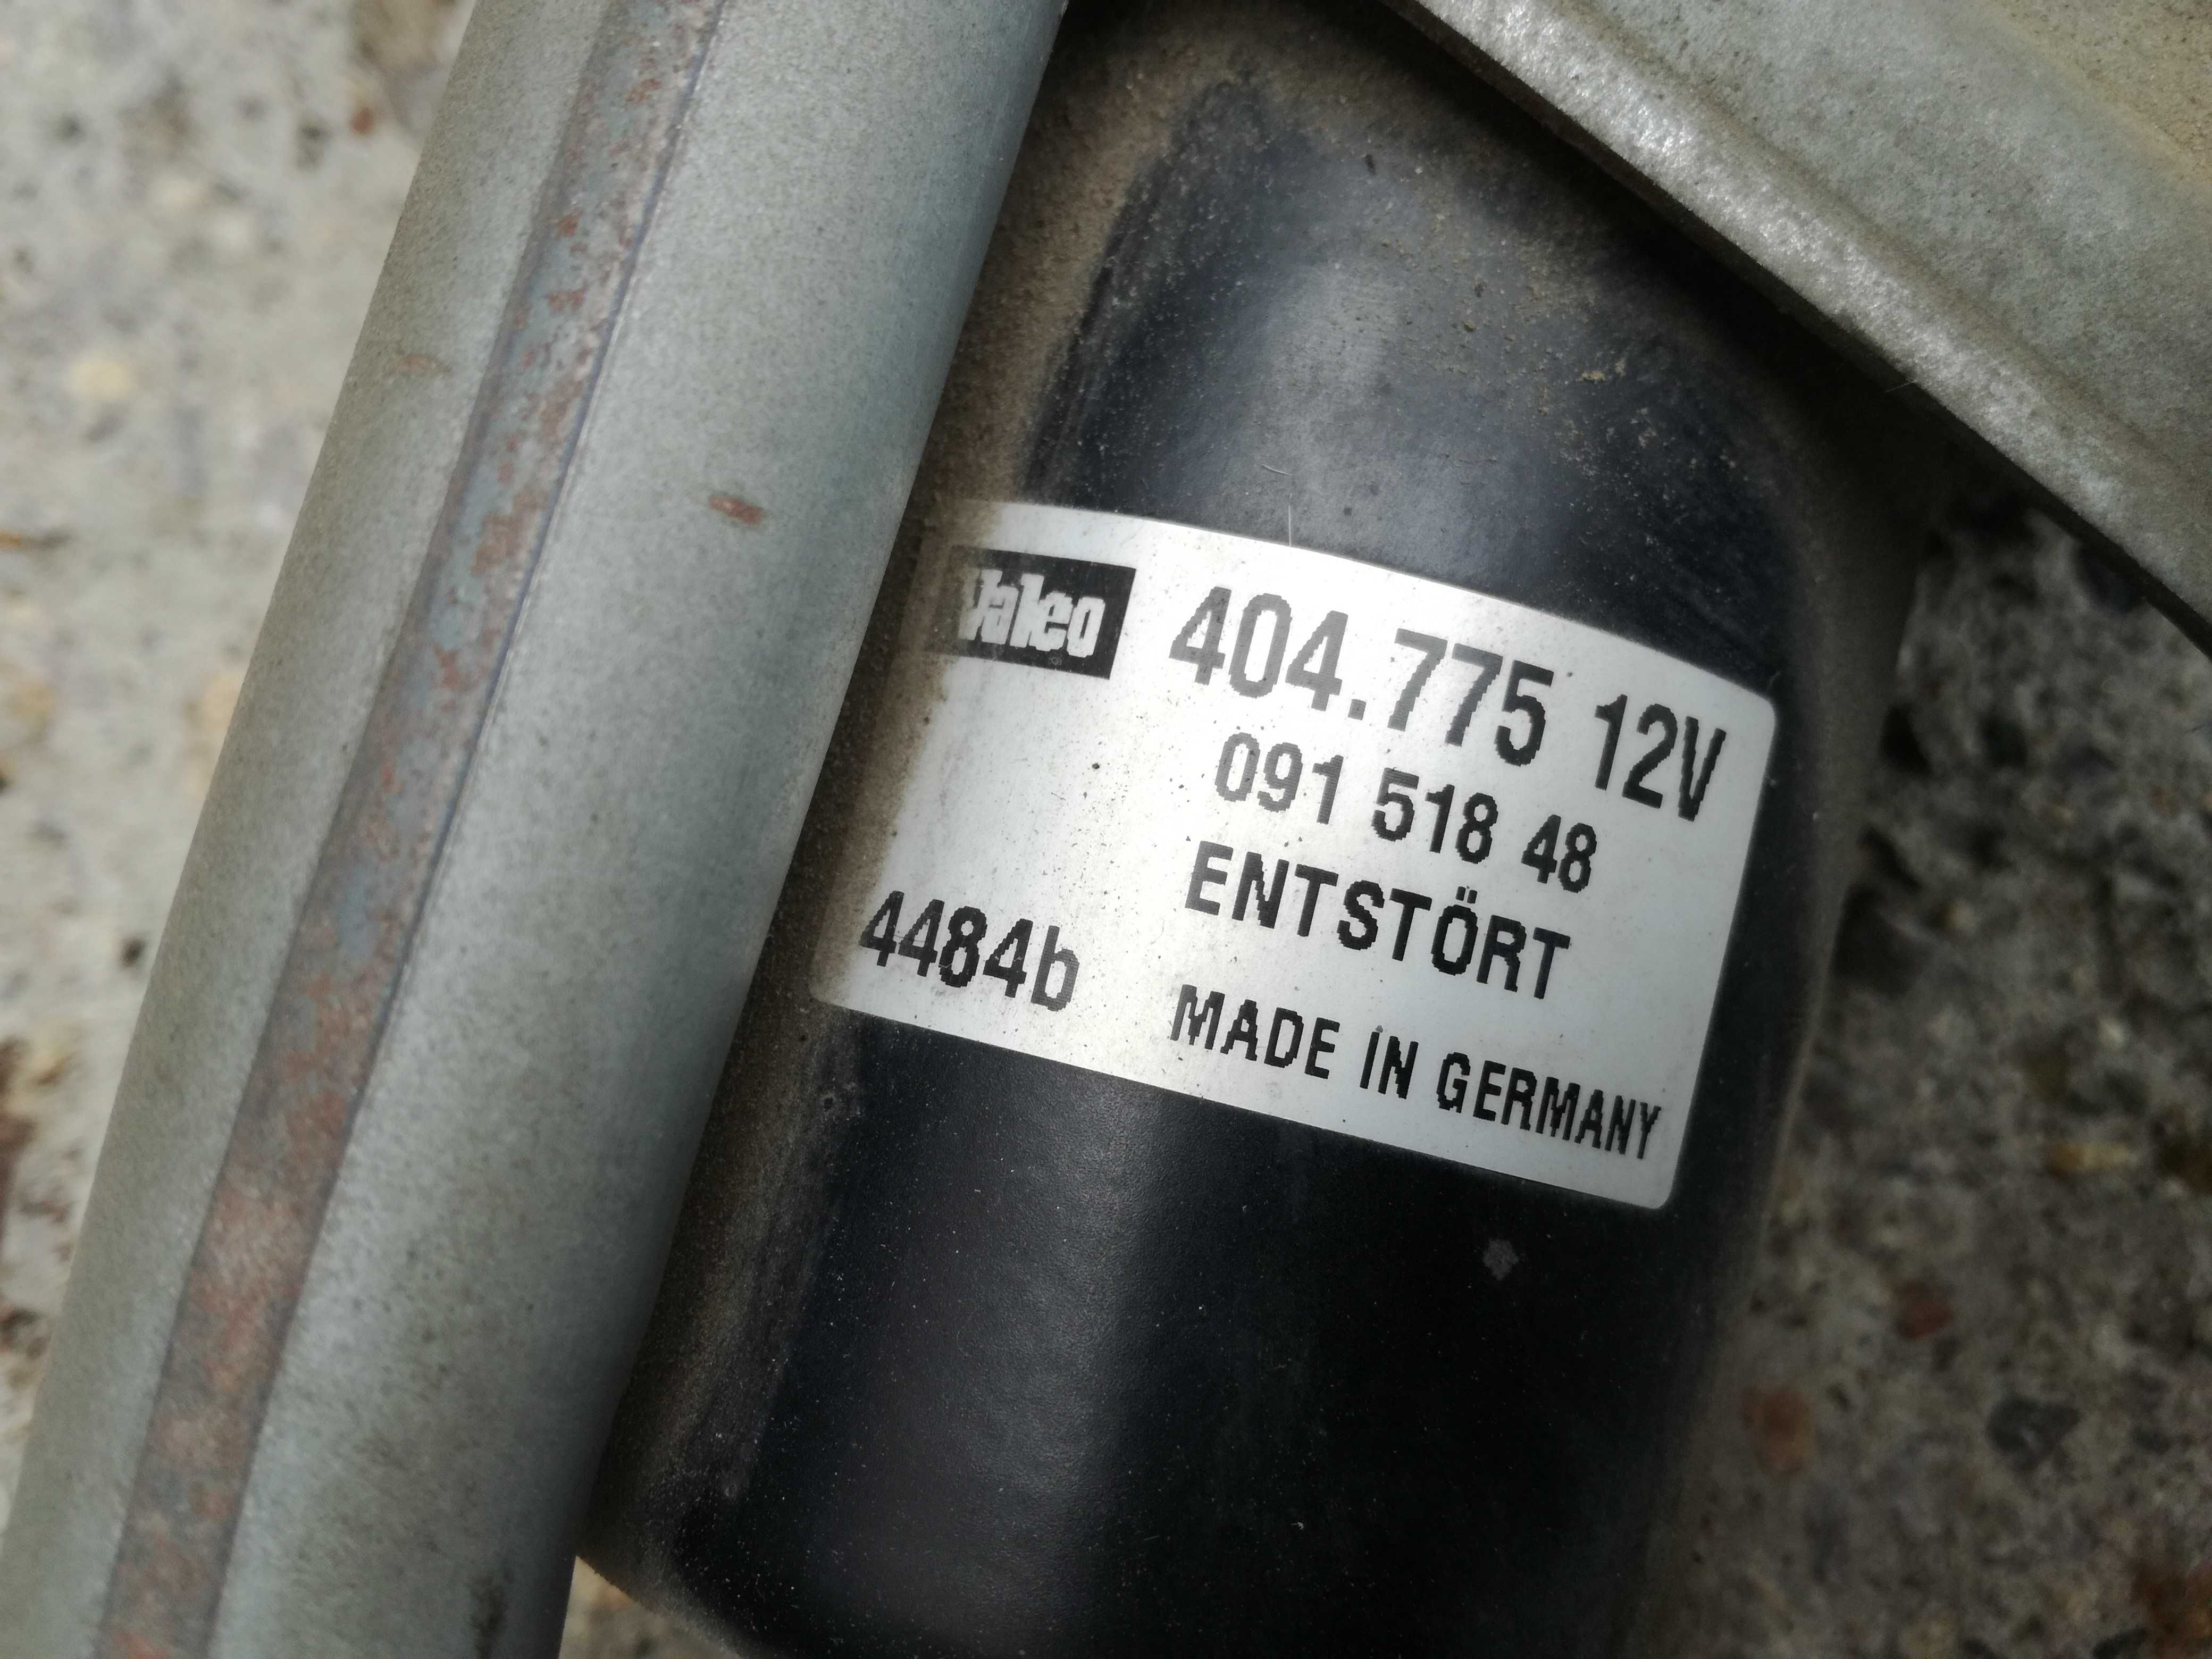 Valeo 404.775 12V
091 518 48
ENTSTÖRT
4484b MADE IN GERMANY